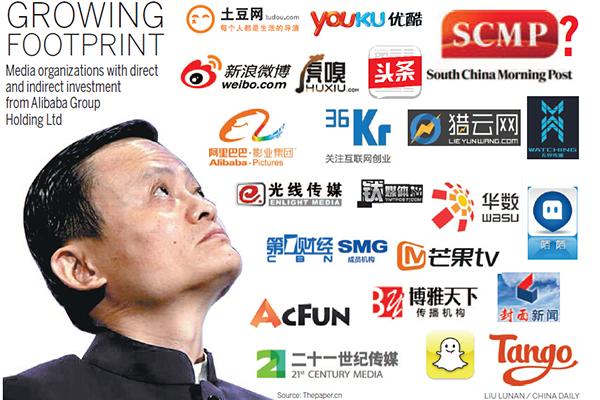 GROWING
FOOTPRINT
Media organizations with direct
and indirect investment
from Alibaba Group
Holding Ltd
土豆网
tudou.com
每个人都是生活的导演
YOUKU 优酷
SCMP ?
South China Morning Post
新浪微博
weibo.com
虎嗅
HUXIU.com
头条
阿里巴巴·影业集团
Alibaba·Pictures
36Kr
关注互联网创业
猎云网
LIEYUNWANG.COM
WATCHING
e 光线传媒
ENLIGHT MEDIA
钛媒体
TMTPOST.COM
华数
wasu
陌陌
第一财经
CBN
SMG
成员机构
芒果tv
ACFUN
博雅天下
传播机构
封面新闻
21
二十一世纪传媒
21st CENTURY MEDIA
Tango
Source: Thepaper.cn
LIU LUNAN / CHINA DAILY